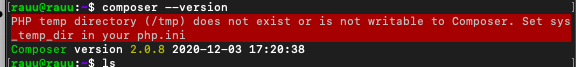 rauu@rauu:~$ composer --version
PHP temp directory (/tmp) does not exist or is not writable to Composer. Set sys
_temp_dir in your php.ini
Composer version 2.0.8 2020-12-03 17:20:38
rauu@rauu:~$ ls